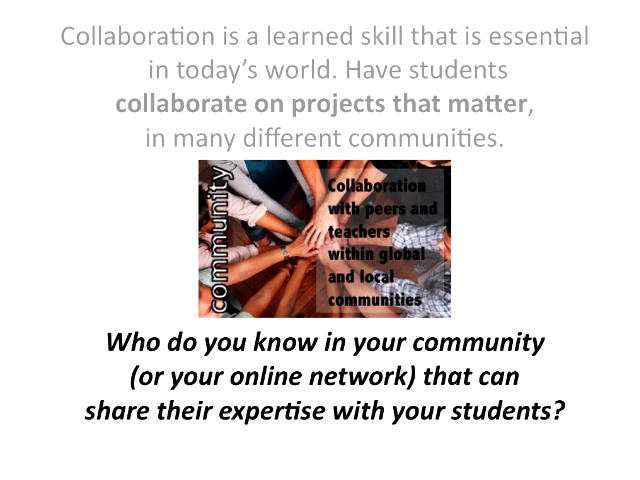 Collaboration is a learned skill that is essential
in today's world. Have students
collaborate on projects that matter,
in many different communities.
community
Collaboration
with peers and
teachers
within global
and local
communities
Who do you know in your community
(or your online network) that can
share their expertise with your students?